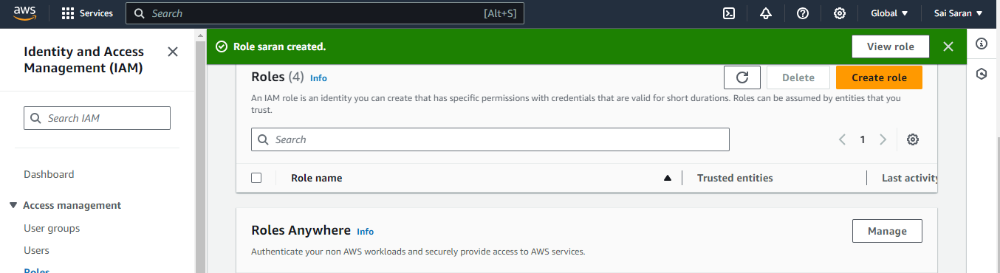 aws
Services
Search
[Alt+S]
Global
Sai Saran
Identity and Access
Management (IAM)
Search IAM
Dashboard
Access management
User groups
Users
Roles
Role saran created.
View role
Roles (4) Info
Delete
Create role
An IAM role is an identity you can create that has specific permissions with credentials that are valid for short durations. Roles can be assumed by entities that you
trust.
Search
1
Role name
Trusted entities
Last activity
Roles Anywhere Info
Manage
Authenticate your non AWS workloads and securely provide access to AWS services.